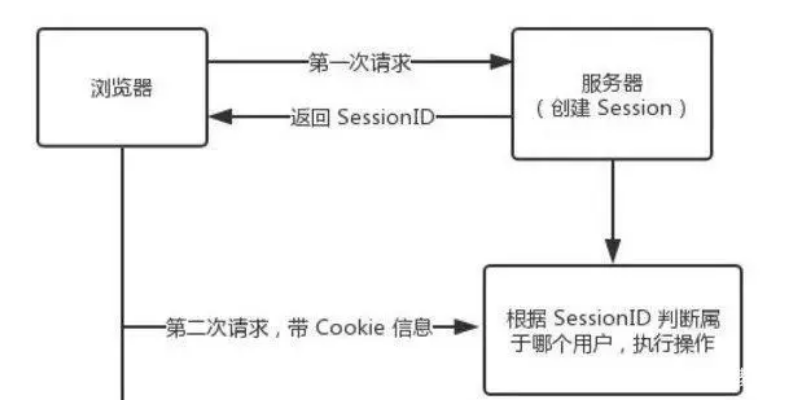 浏览器
第一次请求
服务器
（创建 Session）
返回 SessionID
第二次请求，带 Cookie 信息
根据 SessionID 判断属
于哪个用户，执行操作